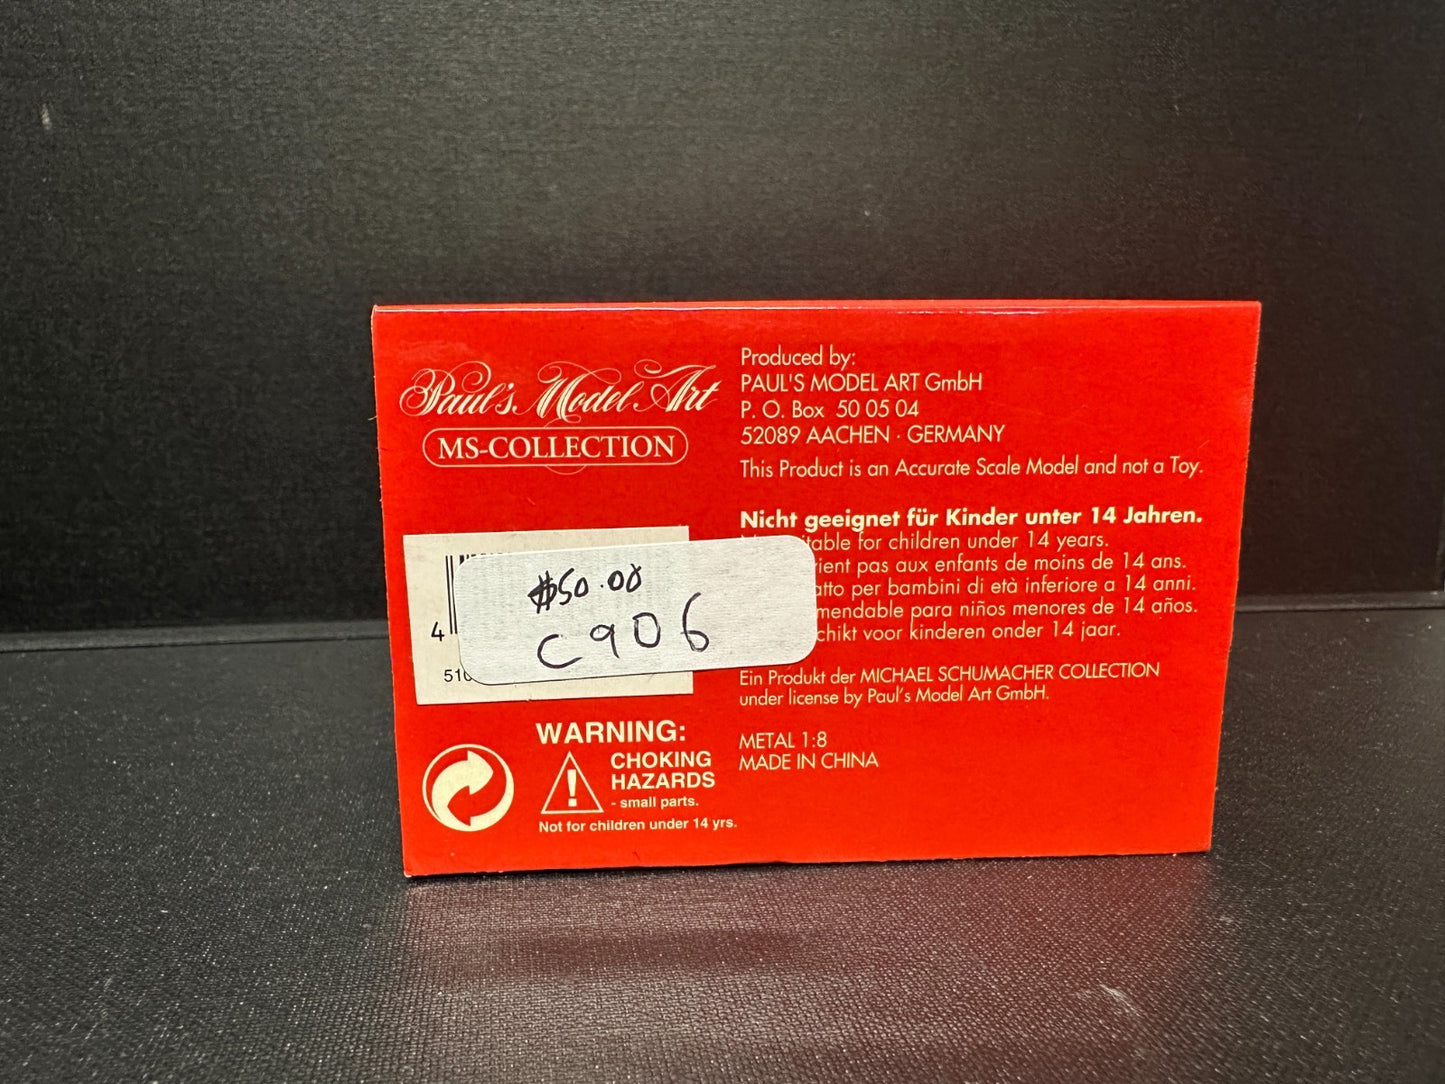 Paul's Model Art
MS-COLLECTION
4
510
$50.00
C906
WARNING:
CHOKING
HAZARDS
- small parts.
Not for children under 14 yrs.
Produced by:
PAUL'S MODEL ART GmbH
P. O. Box 50 05 04
52089 AACHEN · GERMANY
This Product is an Accurate Scale Model and not a Toy.
Nicht geeignet für Kinder unter 14 Jahren.
for children under 14 years.
pas aux enfants de moins de 14 ans.
per bambini di età inferiore a 14 anni.
para niños menores de 14 años.
voor kinderen onder 14 jaar.
Ein Produkt der MICHAEL SCHUMACHER COLLECTION
under license by Paul's Model Art GmbH.
METAL 1:8
MADE IN CHINA